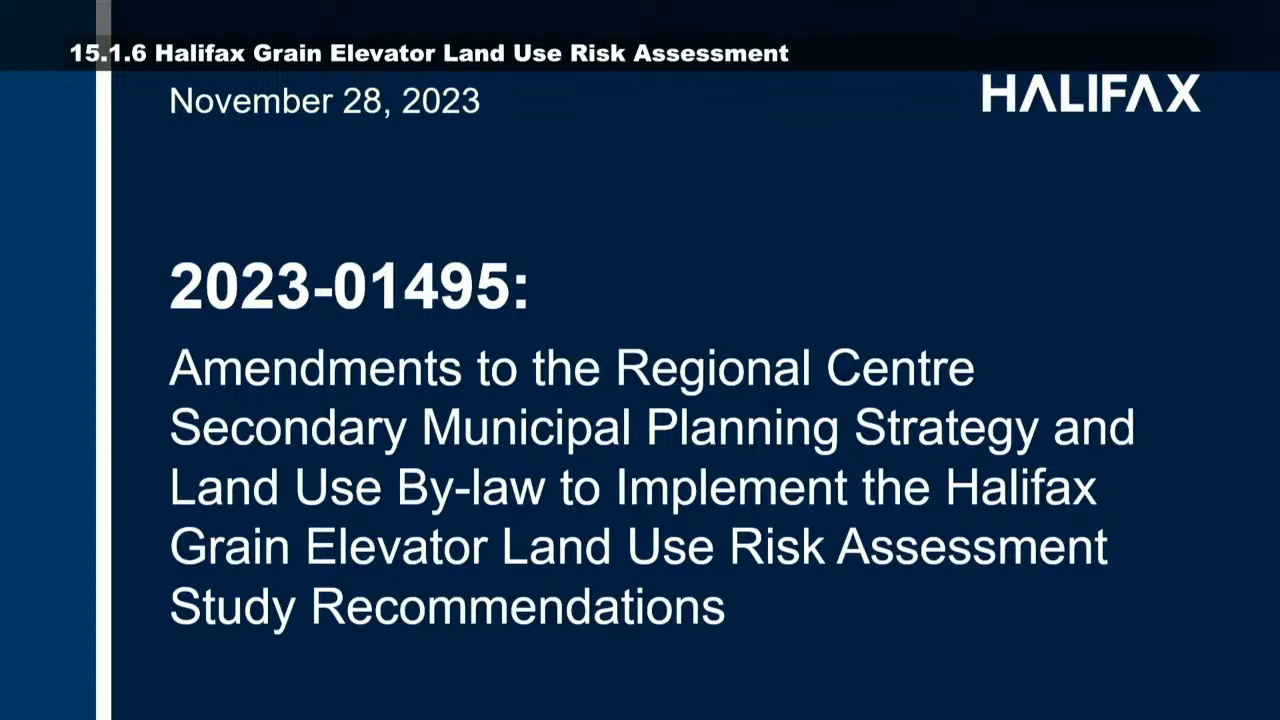 15.1.6 Halifax Grain Elevator Land Use Risk Assessment
November 28, 2023
HALIFAX
2023-01495:
Amendments to the Regional Centre
Secondary Municipal Planning Strategy and
Land Use By-law to Implement the Halifax
Grain Elevator Land Use Risk Assessment
Study Recommendations